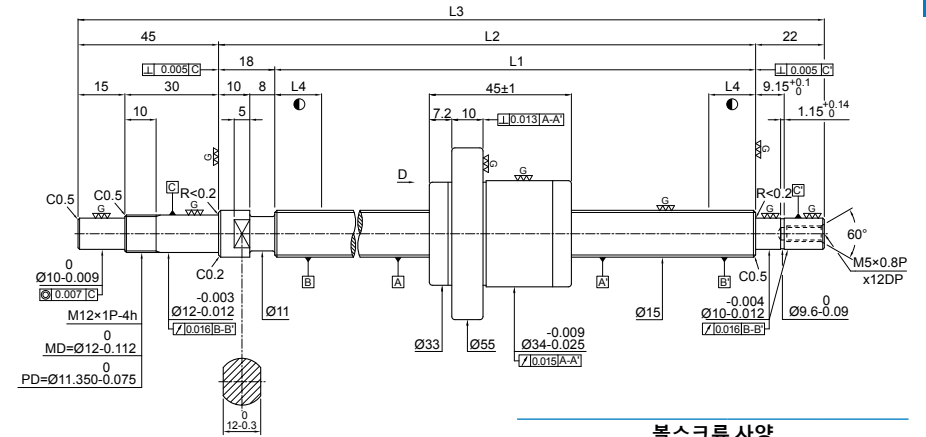 L3
45
L2
22
⊥ 0.005 C
18
L1
⊥ 0.005 C'
15
30
10
8
L4
45±1
L4
9.15 +0.1 0
10
5
7.2
10
⊥ 0.013 A-A'
1.15 +0.14 0
G
G
G
D
G
C0.5
C0.5
C
R<0.2
G
G
G
R<0.2
C'
G
G
60°
C0.2
B
A
A'
B'
C0.5
M5×0.8P
x12DP
0
Ø10-0.009
◎ 0.007 C
-0.003
Ø12-0.012
↗ 0.016 B-B'
Ø11
Ø15
-0.004
Ø10-0.012
↗ 0.016 B-B'
0
Ø9.6-0.09
M12×1P-4h
0
MD=Ø12-0.112
0
PD=Ø11.350-0.075
Ø33
Ø55
-0.009
Ø34-0.025
↗ 0.015 A-A'
0
12-0.3
볼스크류 사양